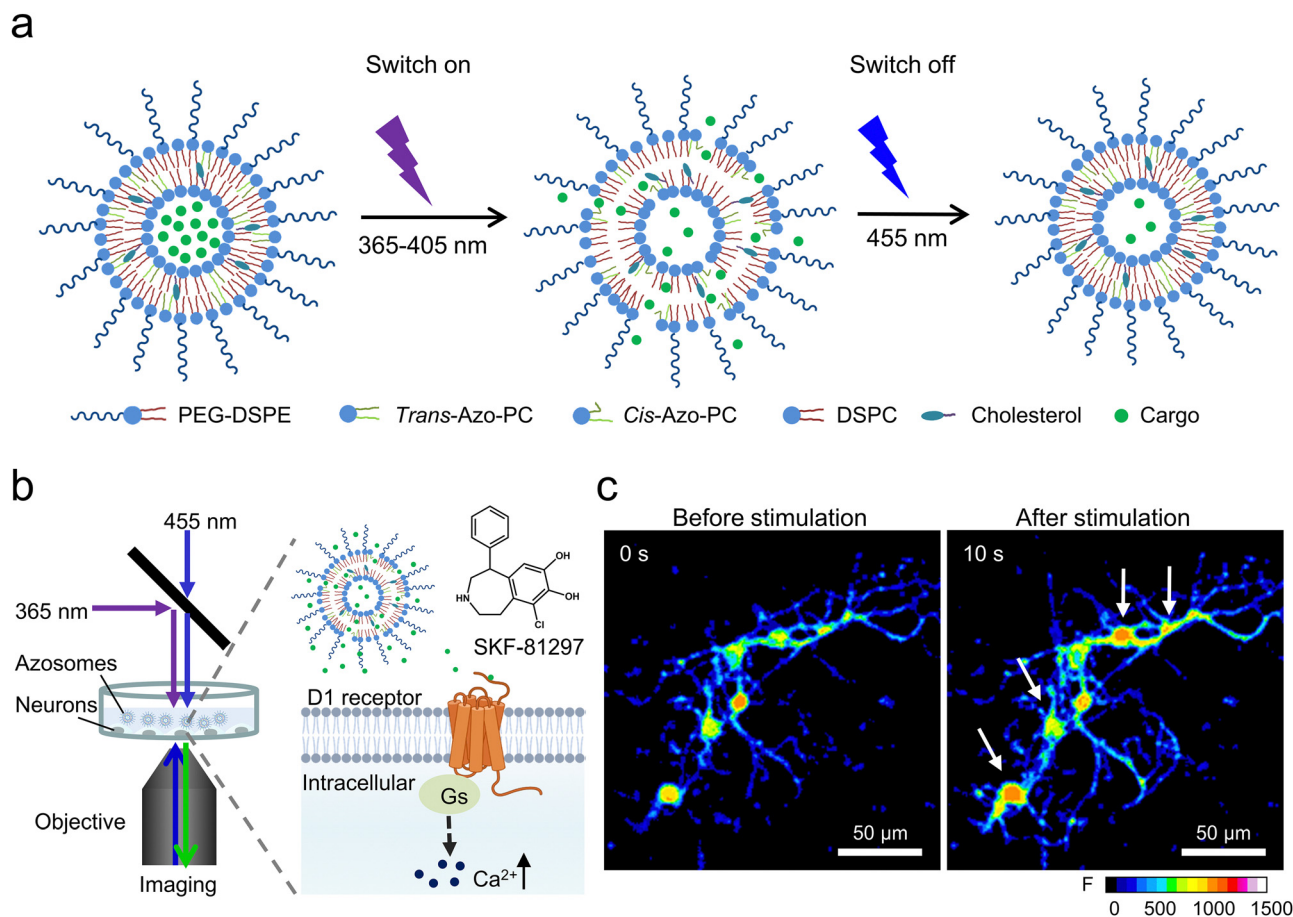 a
Switch on
Switch off
365-405 nm
455 nm
PEG-DSPE
Trans-Azo-PC
Cis-Azo-PC
DSPC
Cholesterol
Cargo
b
455 nm
365 nm
Azosomes
Neurons
Objective
Imaging
OH
OH
HN
Cl
SKF-81297
D1 receptor
Intracellular
Gs
Ca2+
c
Before stimulation
After stimulation
0 s
10 s
50 µm
50 µm
F
0 500 1000 1500